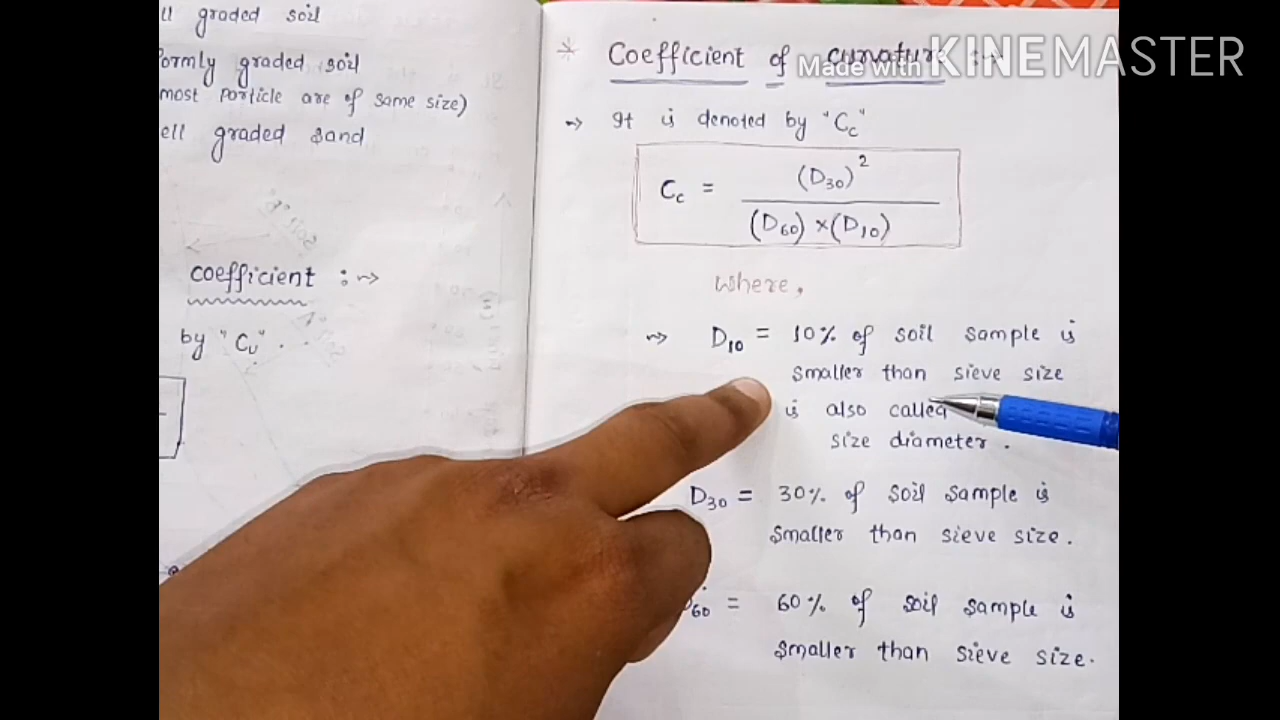 ll graded soil
formly graded soil
most particle are of same size)
ell graded sand
coefficient :~>
by "Cu".
* Coefficient of curvature :~
Made with KINEMASTER
~> It is denoted by "Cc"
Cc = (D30)² / (D60) × (D10)
Where,
~> D10 = 10% of soil sample is
smaller than sieve size
is also called
size diameter.
D30 = 30% of soil sample is
smaller than sieve size.
60 = 60% of soil sample is
smaller than sieve size.